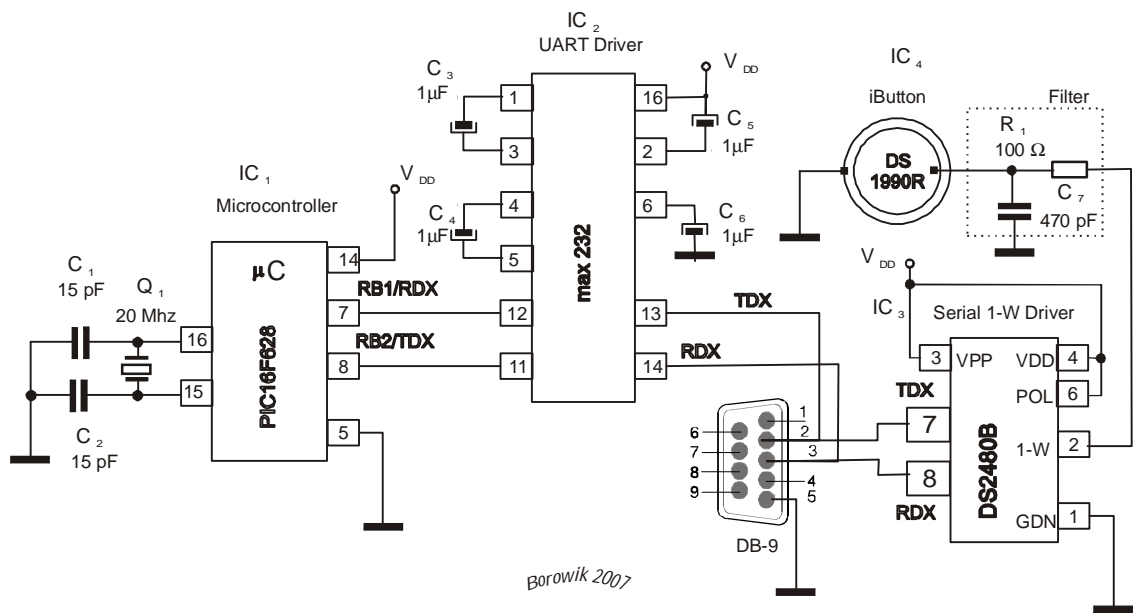 IC 2
UART Driver
C 3
1µF
1
3
C 4
1µF
4
5
12
11
max 232
16
2
6
13
14
V DD
C 5
1µF
C 6
1µF
IC 4
iButton
DS
1990R
Filter
R 1
100 Ω
C 7
470 pF
IC 1
Microcontroller
V DD
µC
PIC16F628
14
7
8
5
16
15
RB1/RDX
RB2/TDX
C 1
15 pF
Q 1
20 Mhz
C 2
15 pF
TDX
RDX
1
2
3
4
5
6
7
8
9
DB-9
V DD
IC 3
Serial 1-W Driver
3
VPP
VDD
4
POL
6
TDX
7
1-W
2
8
RDX
GDN
1
DS2480B
Borowik 2007